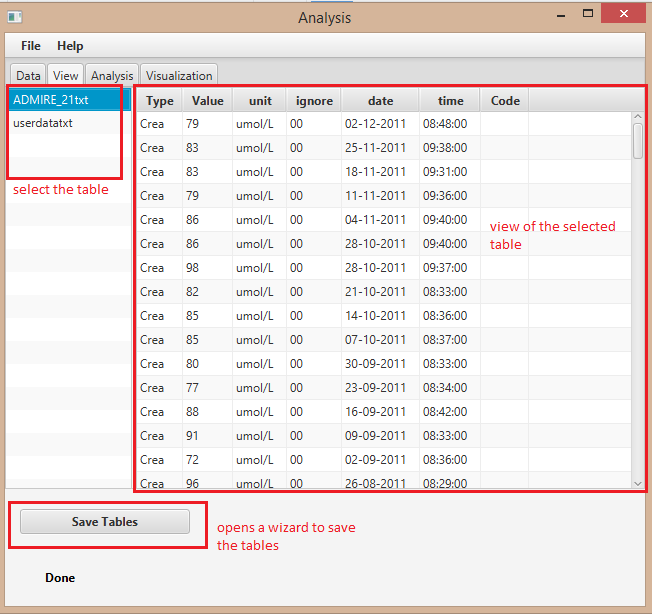 Analysis
File Help
Data View Analysis Visualization
ADMIRE_21txt
userdatatxt
select the table
Type Value unit ignore date time Code
Crea 79 umol/L 00 02-12-2011 08:48:00
Crea 83 umol/L 00 25-11-2011 09:38:00
Crea 83 umol/L 00 18-11-2011 09:31:00
Crea 79 umol/L 00 11-11-2011 09:36:00
Crea 86 umol/L 00 04-11-2011 09:40:00
Crea 86 umol/L 00 28-10-2011 09:40:00
Crea 98 umol/L 00 28-10-2011 09:37:00
Crea 82 umol/L 00 21-10-2011 08:33:00
Crea 85 umol/L 00 14-10-2011 08:36:00
Crea 85 umol/L 00 07-10-2011 08:37:00
Crea 80 umol/L 00 30-09-2011 08:33:00
Crea 77 umol/L 00 23-09-2011 08:34:00
Crea 88 umol/L 00 16-09-2011 08:42:00
Crea 91 umol/L 00 09-09-2011 08:33:00
Crea 72 umol/L 00 02-09-2011 08:36:00
Crea 96 umol/L 00 26-08-2011 08:29:00
view of the selected
table
Save Tables
opens a wizard to save
the tables
Done